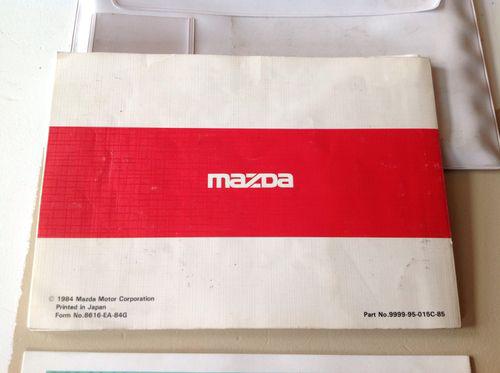 mazda
© 1984 Mazda Motor Corporation
Printed in Japan
Form No.8616-EA-84G
Part No.9999-95-015C-85